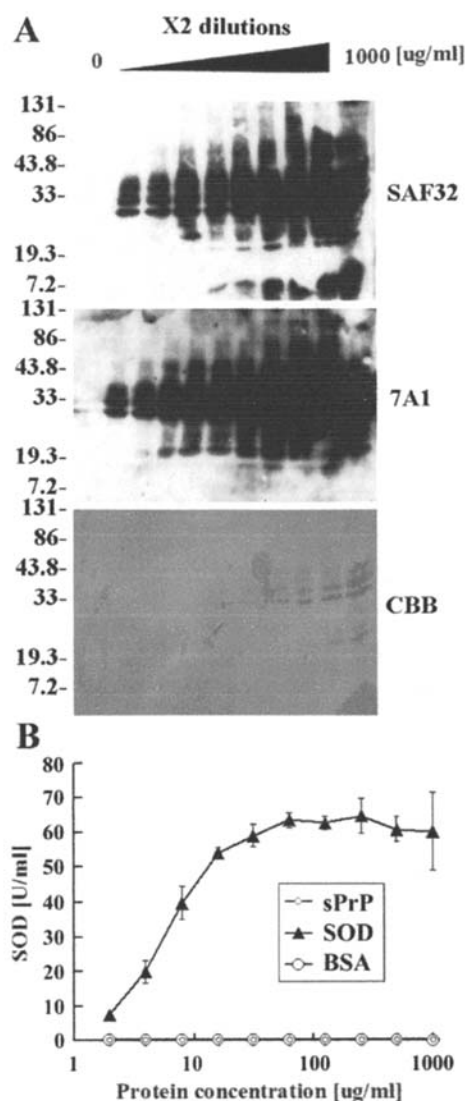 A
X2 dilutions
0 1000 [ug/ml]
131-
86-
43.8-
33-
19.3-
7.2-
SAF32
131-
86-
43.8-
33-
19.3-
7.2-
7A1
131-
86-
43.8-
33-
19.3-
7.2-
CBB
B
80
70
60
50
40
30
20
10
0
SOD [U/ml]
sPrP
SOD
BSA
1 10 100 1000
Protein concentration [ug/ml]